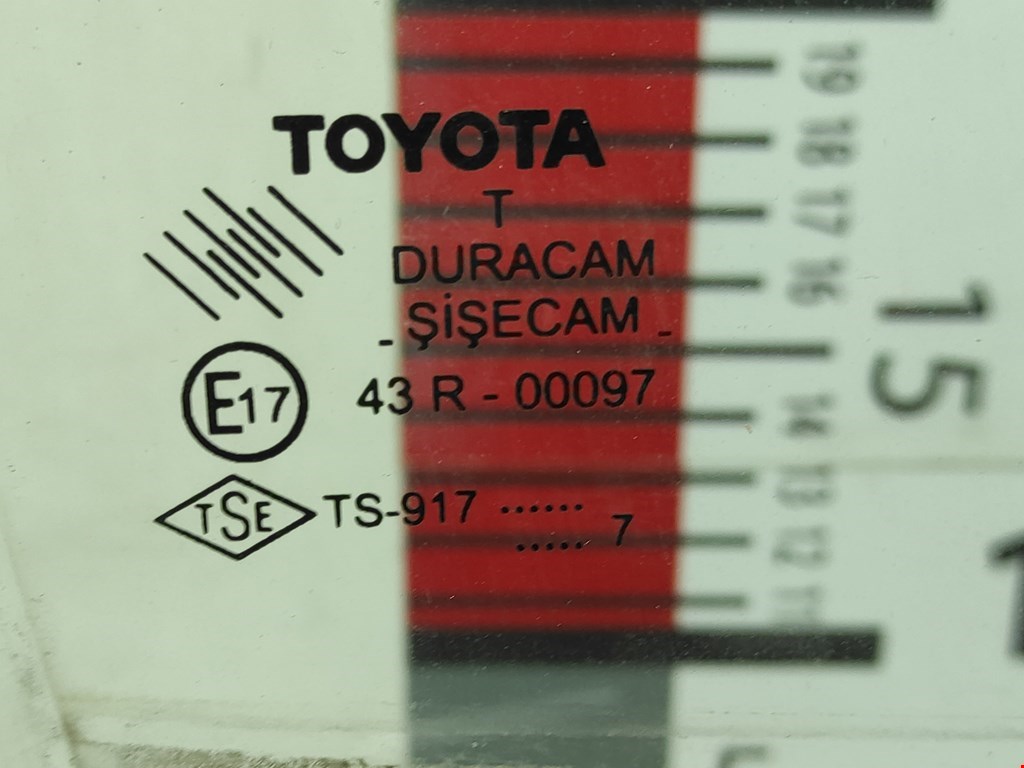 TOYOTA
T
DURACAM
- ŞİŞECAM -
E17 43 R - 00097
TSE TS-917 ......
..... 7
19
18
17
16
15
14
13
12
11